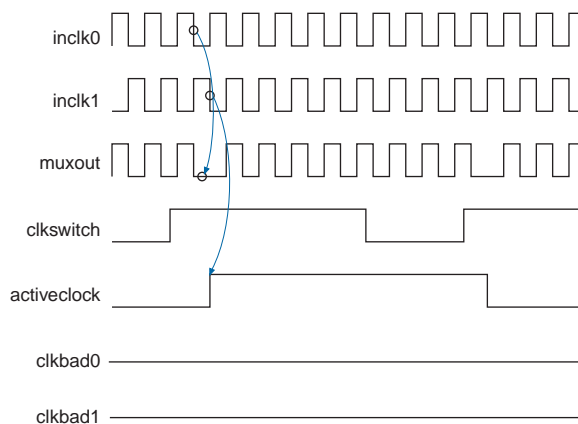 inclk0
inclk1
muxout
clkswitch
activeclock
clkbad0
clkbad1